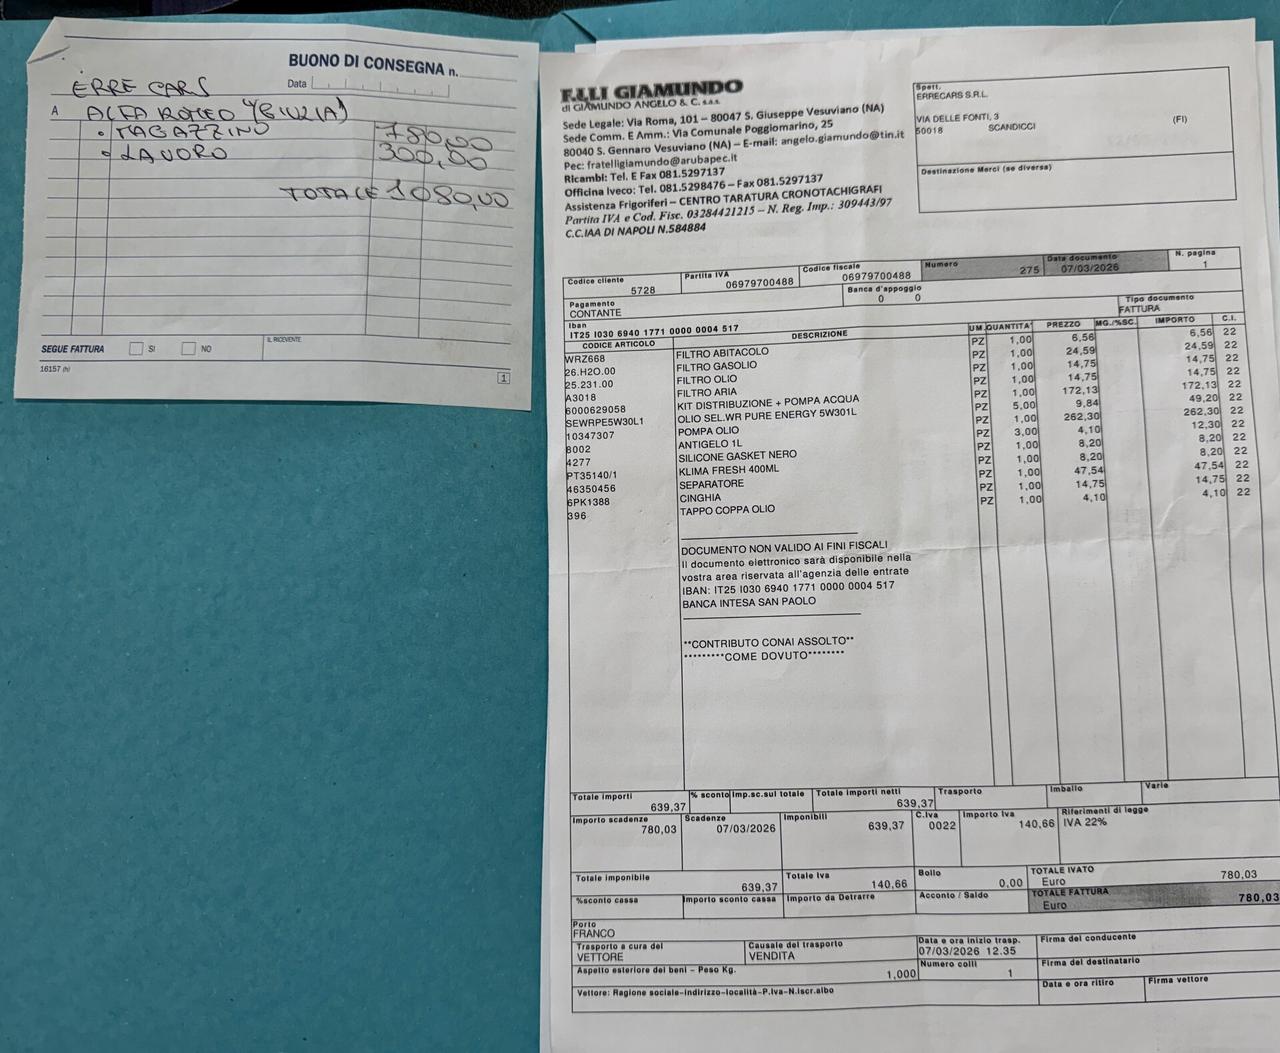 BUONO DI CONSEGNA n.
Data
ERRE CARS
A ALFA ROMEO "GIULIA"
• MAGAZZINO 780,00
• LAVORO 300,00
TOTALE 1080,00
SEGUE FATTURA SI NO
IL RICEVENTE
16157 (h)
1
F.LLI GIAMUNDO
di GIAMUNDO ANGELO & C. s.a.s.
Sede Legale: Via Roma, 101 – 80047 S. Giuseppe Vesuviano (NA)
Sede Comm. E Amm.: Via Comunale Poggiomarino, 25
80040 S. Gennaro Vesuviano (NA) – E-mail: angelo.giamundo@tin.it
Pec: fratelligiamundo@arubapec.it
Ricambi: Tel. E Fax 081.5297137
Officina Iveco: Tel. 081.5298476 – Fax 081.5297137
Assistenza Frigoriferi – CENTRO TARATURA CRONOTACHIGRAFI
Partita IVA e Cod. Fisc. 03284421215 – N. Reg. Imp.: 309443/97
C.C.IAA DI NAPOLI N.584884
Spett.
ERRECARS S.R.L.
VIA DELLE FONTI, 3
50018 SCANDICCI (FI)
Destinazione Merci (se diversa)
Codice cliente Partita IVA Codice fiscale Numero Data documento N. pagina
5728 06979700488 06979700488 275 07/03/2026 1
Pagamento Banca d'appoggio Tipo documento
CONTANTE 0 0 FATTURA
Iban
IT25 I030 6940 1771 0000 0004 517
CODICE ARTICOLO DESCRIZIONE UM. QUANTITA' PREZZO MG./%SC. IMPORTO C.I.
WRZ668 FILTRO ABITACOLO PZ 1,00 6,56 6,56 22
26.H2O.00 FILTRO GASOLIO PZ 1,00 24,59 24,59 22
25.231.00 FILTRO OLIO PZ 1,00 14,75 14,75 22
A3018 FILTRO ARIA PZ 1,00 14,75 14,75 22
6000629058 KIT DISTRIBUZIONE + POMPA ACQUA PZ 1,00 172,13 172,13 22
SEWRPE5W30L1 OLIO SEL.WR PURE ENERGY 5W301L PZ 5,00 9,84 49,20 22
10347307 POMPA OLIO PZ 1,00 262,30 262,30 22
8002 ANTIGELO 1L PZ 3,00 4,10 12,30 22
4277 SILICONE GASKET NERO PZ 1,00 8,20 8,20 22
PT35140/1 KLIMA FRESH 400ML PZ 1,00 8,20 8,20 22
46350456 SEPARATORE PZ 1,00 47,54 47,54 22
6PK1388 CINGHIA PZ 1,00 14,75 14,75 22
396 TAPPO COPPA OLIO PZ 1,00 4,10 4,10 22
DOCUMENTO NON VALIDO AI FINI FISCALI
Il documento elettronico sarà disponibile nella
vostra area riservata all'agenzia delle entrate
IBAN: IT25 I030 6940 1771 0000 0004 517
BANCA INTESA SAN PAOLO
**CONTRIBUTO CONAI ASSOLTO**
*********COME DOVUTO********
Totale importi % sconto Imp.sc.sul totale Totale importi netti Trasporto Imballo Varie
639,37 639,37
Importo scadenze Scadenze Imponibili C.Iva Importo Iva Riferimenti di legge
780,03 07/03/2026 639,37 0022 140,66 IVA 22%
Totale imponibile Totale Iva Bollo TOTALE IVATO
639,37 140,66 0,00 Euro 780,03
%sconto cassa Importo sconto cassa Importo da Detrarre Acconto / Saldo TOTALE FATTURA
Euro 780,03
Porto
FRANCO
Trasporto a cura del Causale del trasporto Data e ora inizio trasp. Firma del conducente
VETTORE VENDITA 07/03/2026 12.35
Aspetto esteriore dei beni – Peso Kg. Numero colli Firma del destinatario
1,000 1
Vettore: Ragione sociale-indirizzo-località-P.Iva-N.iscr.albo Data e ora ritiro Firma vettore